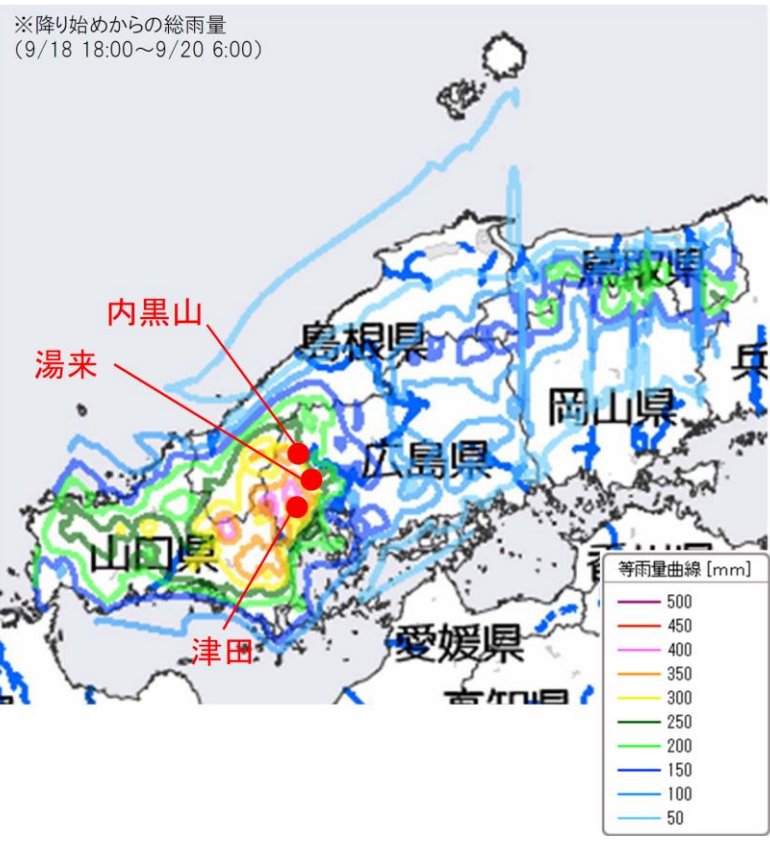 ※降り始めからの総雨量
(9/18 18:00~9/20 6:00)
鳥取県
内黒山
島根県
湯来
兵
岡山県
広島県
山口県
津田
愛媛県
高知県
等雨量曲線 [mm]
500
450
400
350
300
250
200
150
100
50